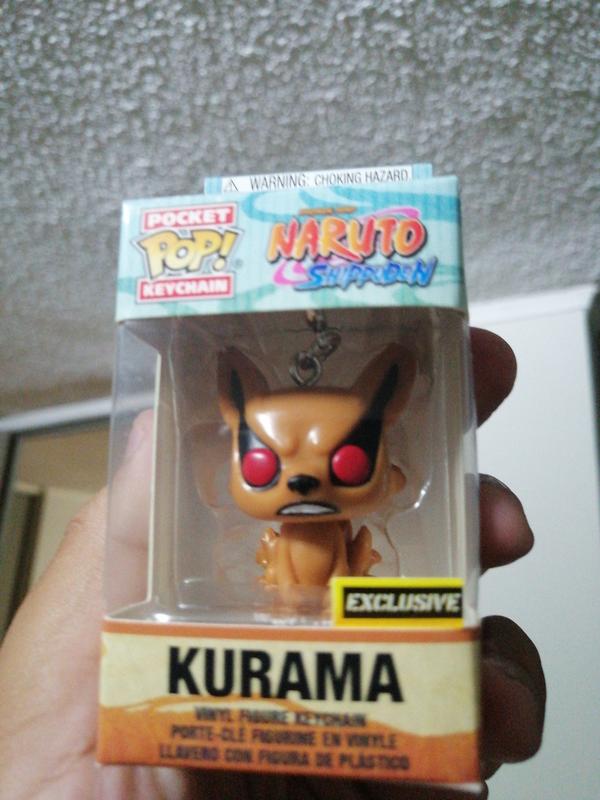 WARNING: CHOKING HAZARD.
POCKET
POP!
KEYCHAIN
NARUTO
SHIPPUDEN
EXCLUSIVE
KURAMA
VINYL FIGURE KEYCHAIN
PORTE-CLÉ FIGURINE EN VINYLE
LLAVERO CON FIGURA DE PLÁSTICO